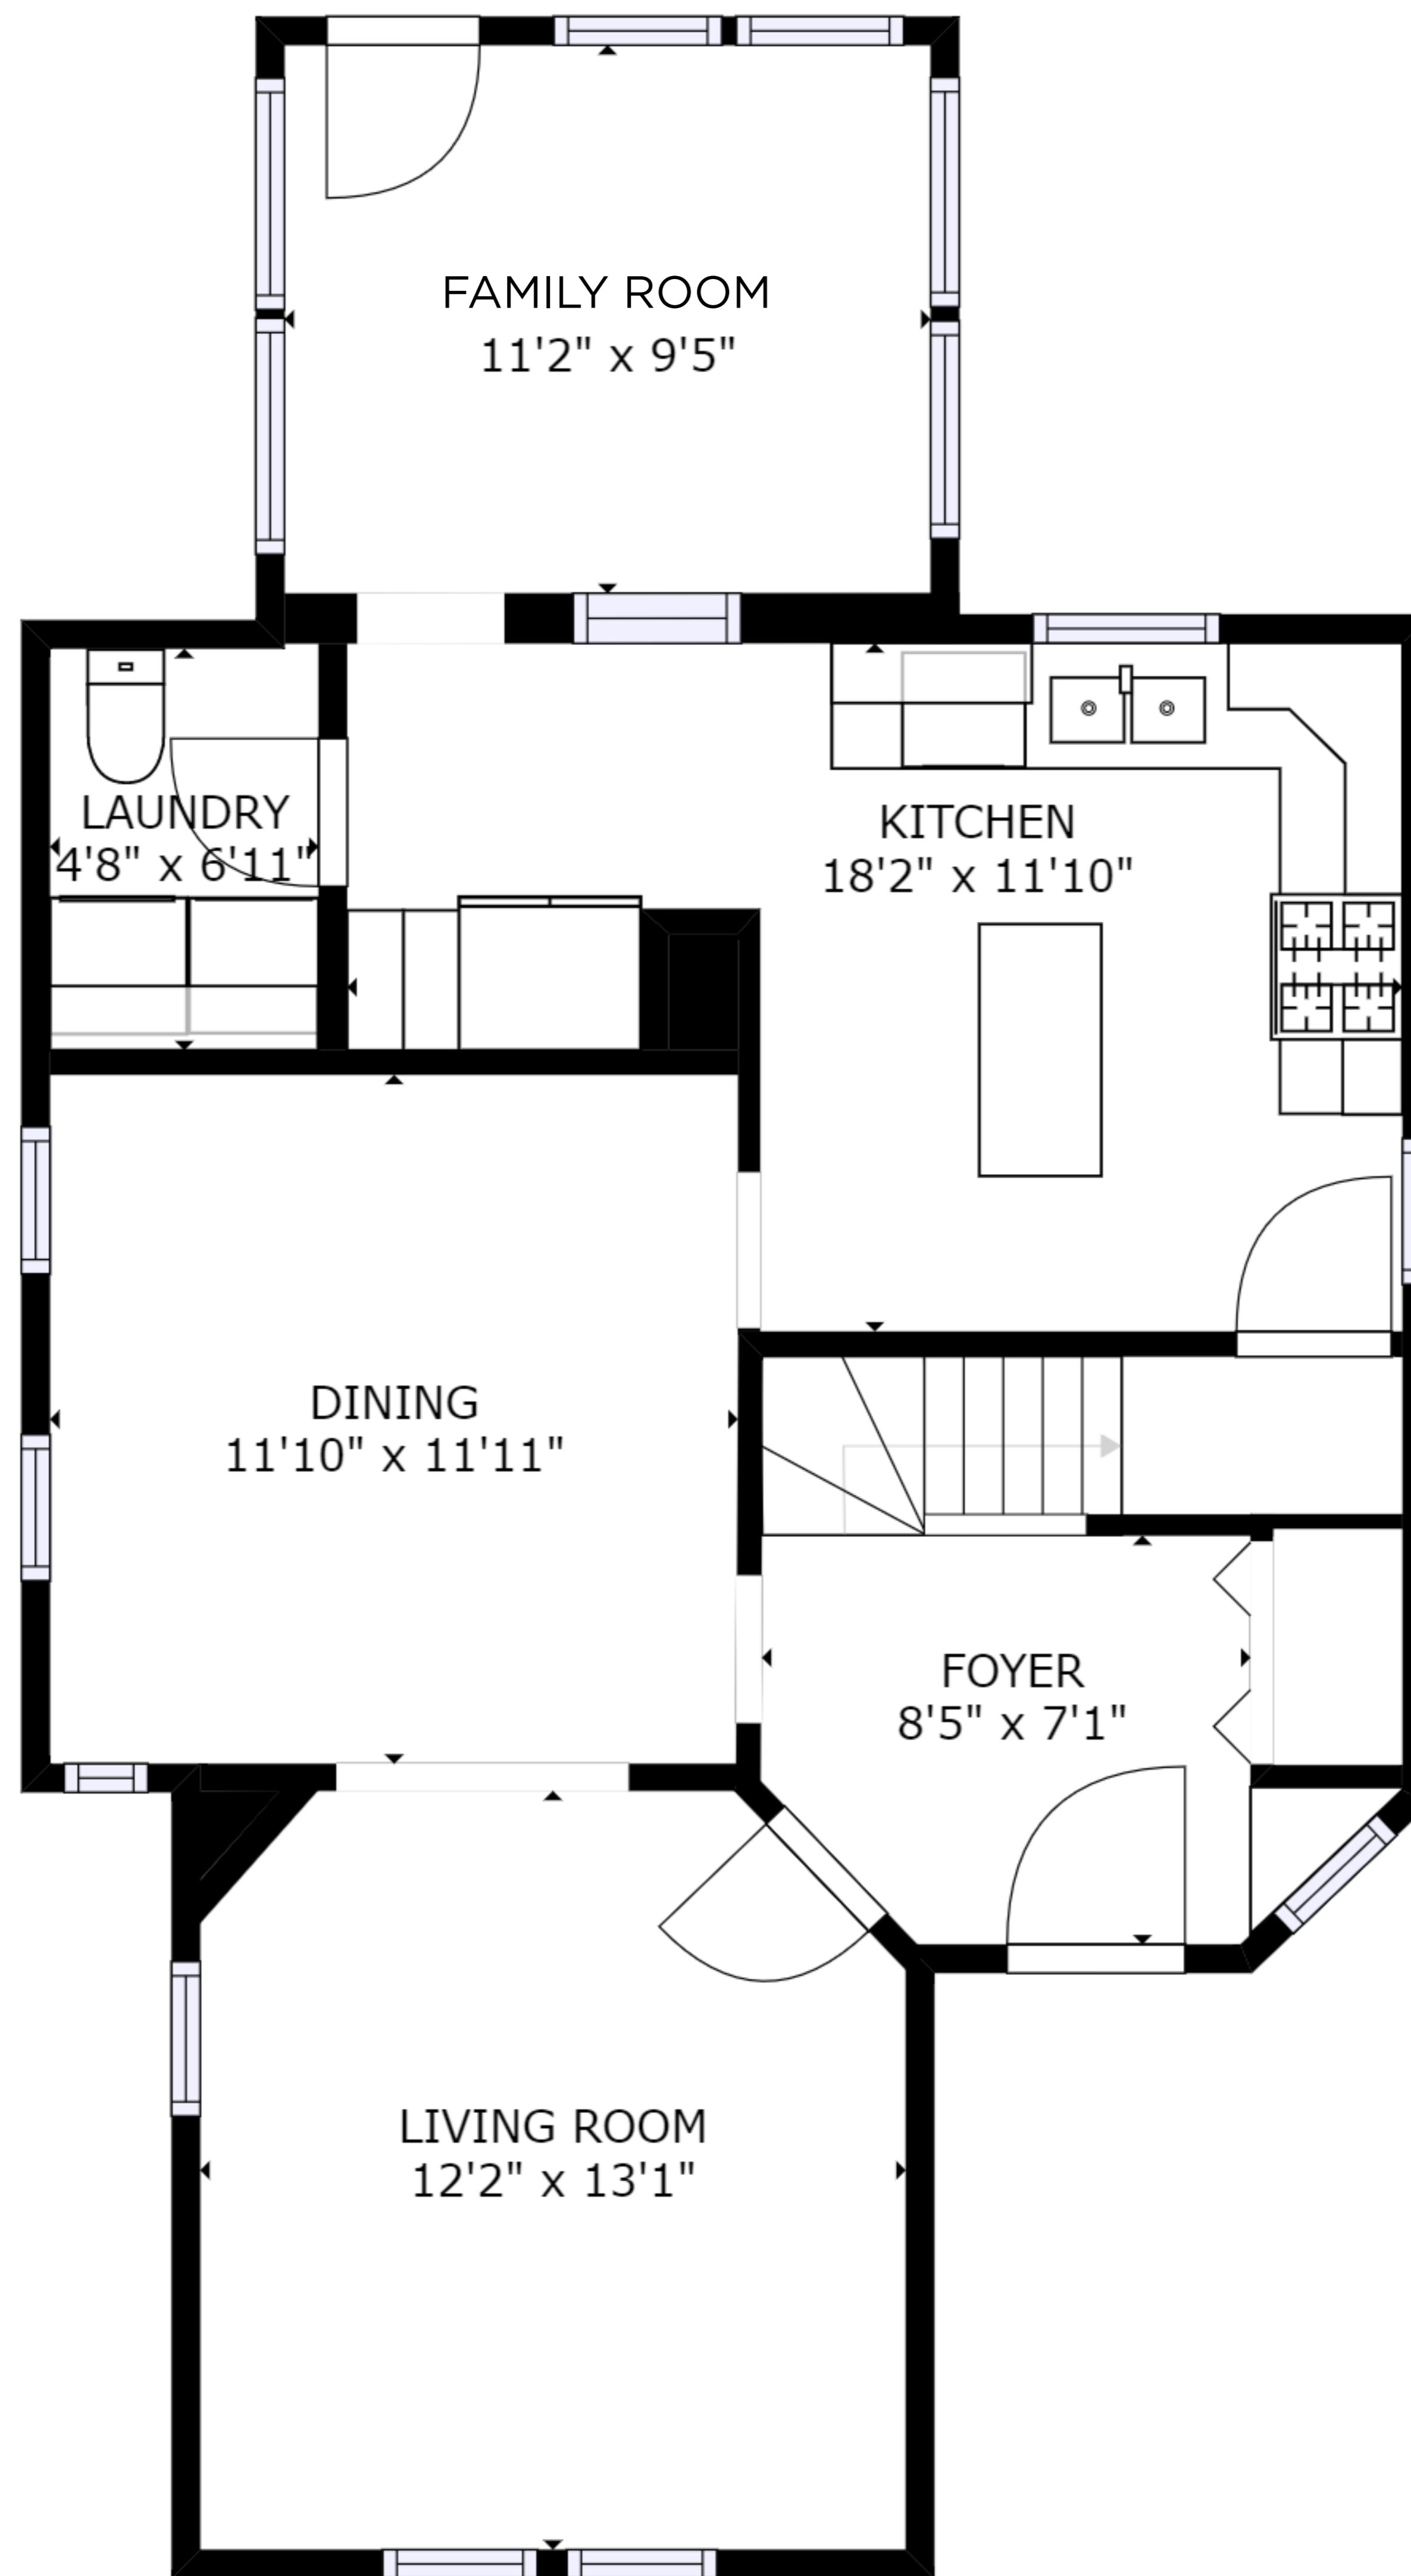 FAMILY ROOM
11'2" x 9'5"
LAUNDRY
4'8" x 6'11"
KITCHEN
18'2" x 11'10"
DINING
11'10" x 11'11"
FOYER
8'5" x 7'1"
LIVING ROOM
12'2" x 13'1"